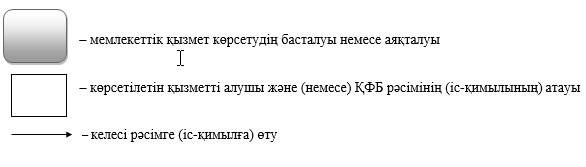 – мемлекеттік қызмет көрсетудің басталуы немесе аяқталуы
– көрсетілетін қызметті алушы және (немесе) ҚФБ рәсімінің (іс-қимылының) атауы
– келесі рәсімге (іс-қимылға) өту